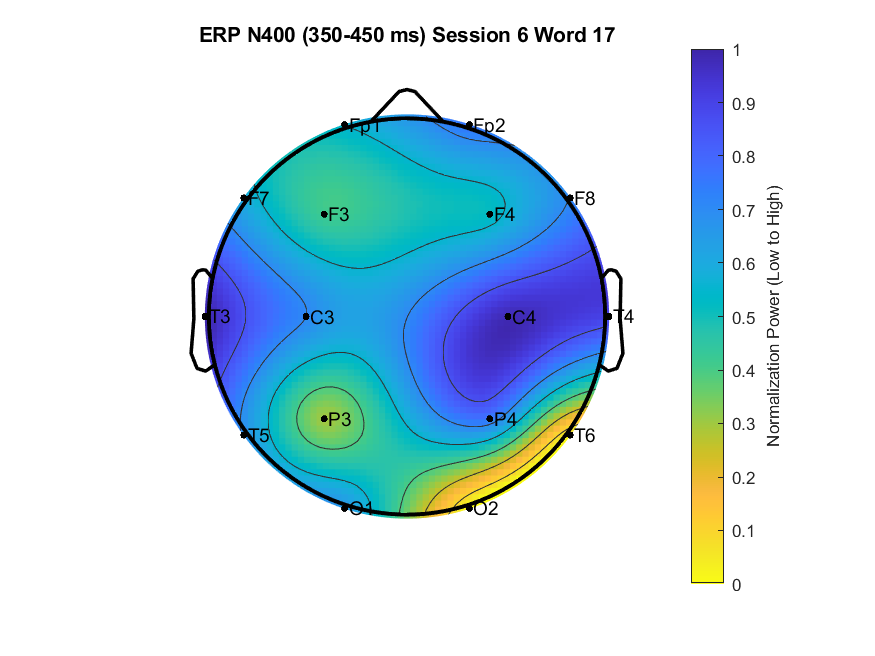 ERP N400 (350-450 ms) Session 6 Word 17
Fp1
Fp2
F7
F3
F4
F8
T3
C3
C4
T4
P3
P4
T5
T6
O1
O2
1
0.9
0.8
0.7
0.6
0.5
0.4
0.3
0.2
0.1
0
Normalization Power (Low to High)